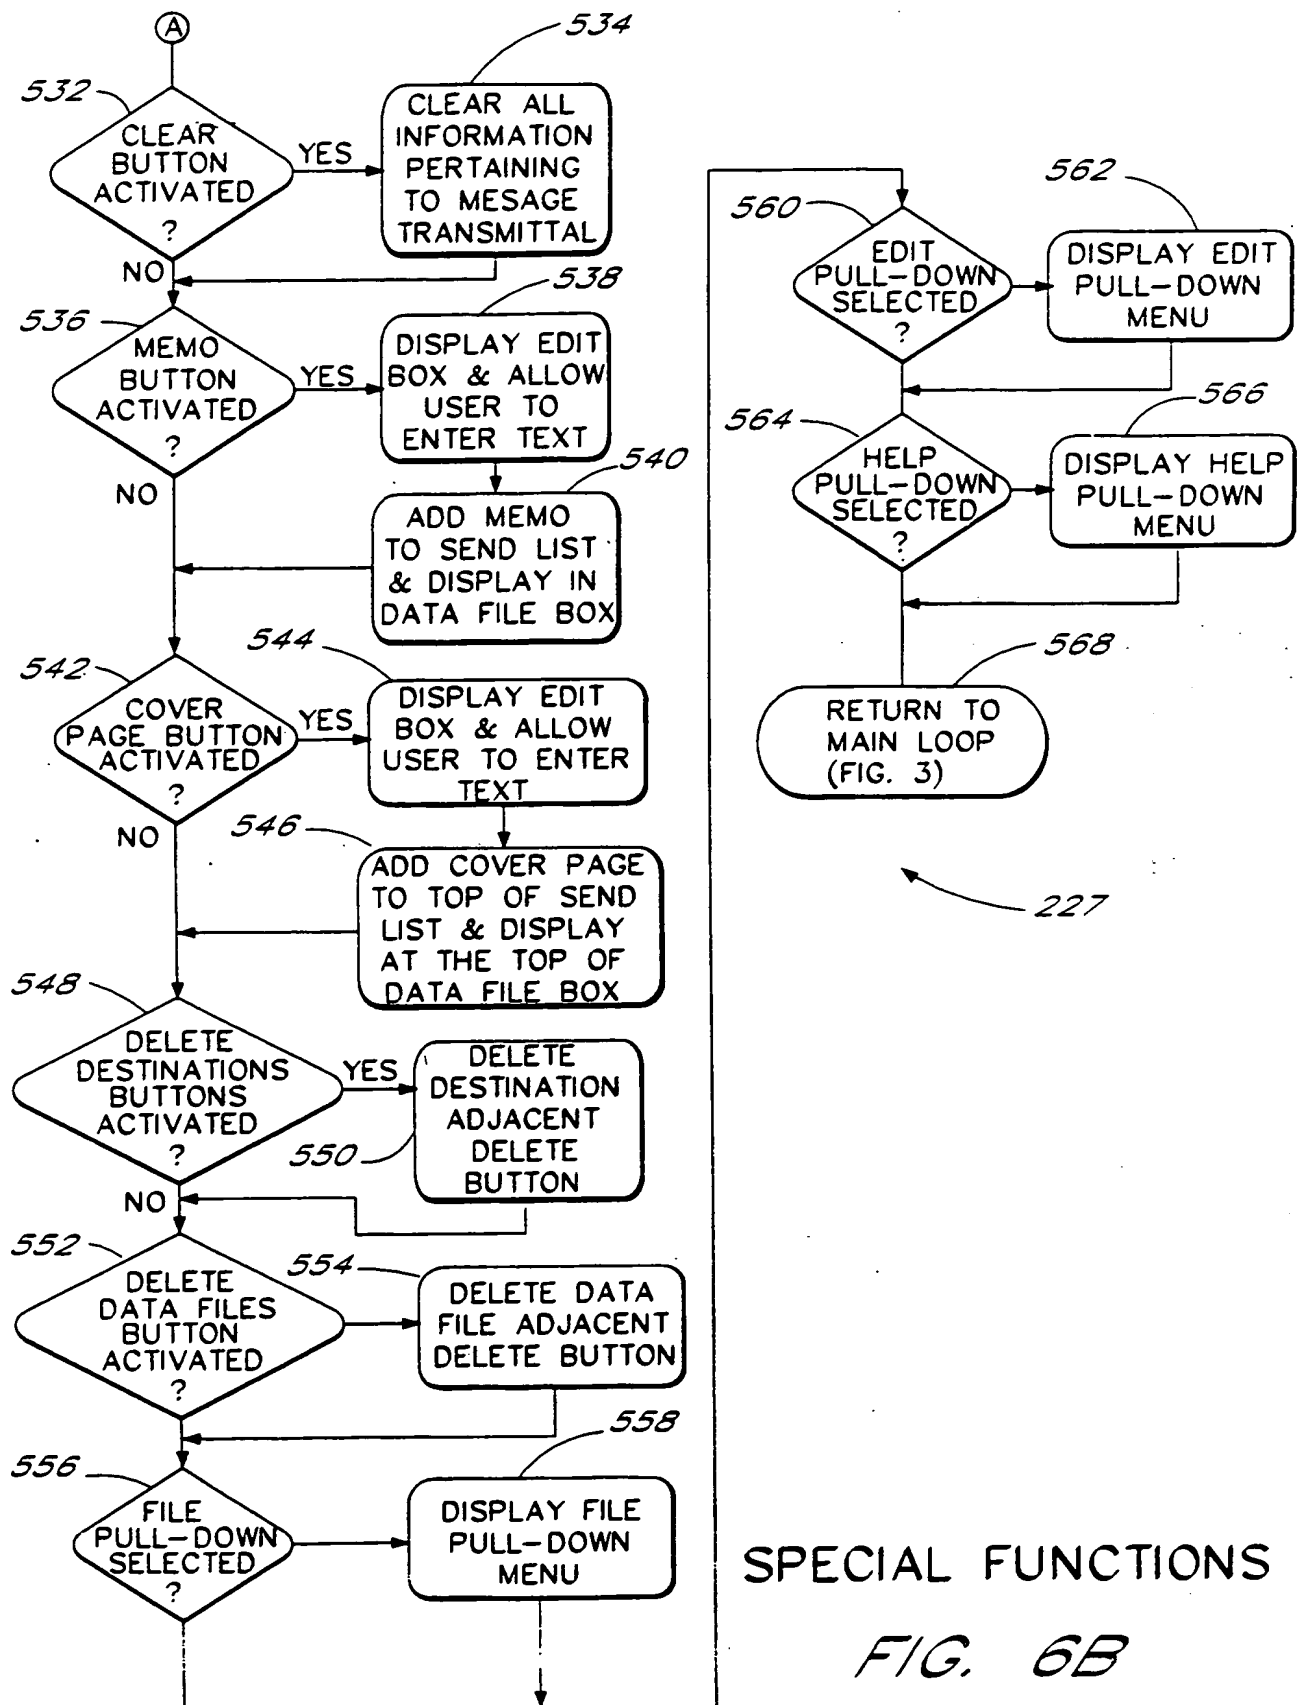 A
532
CLEAR
BUTTON
ACTIVATED
?
YES
NO
534
CLEAR ALL
INFORMATION
PERTAINING
TO MESAGE
TRANSMITTAL
536
MEMO
BUTTON
ACTIVATED
?
YES
NO
538
DISPLAY EDIT
BOX & ALLOW
USER TO
ENTER TEXT
540
ADD MEMO
TO SEND LIST
& DISPLAY IN
DATA FILE BOX
542
COVER
PAGE BUTTON
ACTIVATED
?
YES
NO
544
DISPLAY EDIT
BOX & ALLOW
USER TO ENTER
TEXT
546
ADD COVER PAGE
TO TOP OF SEND
LIST & DISPLAY
AT THE TOP OF
DATA FILE BOX
548
DELETE
DESTINATIONS
BUTTONS
ACTIVATED
?
YES
NO
550
DELETE
DESTINATION
ADJACENT
DELETE
BUTTON
552
DELETE
DATA FILES
BUTTON
ACTIVATED
?
554
DELETE DATA
FILE ADJACENT
DELETE BUTTON
556
FILE
PULL-DOWN
SELECTED
?
558
DISPLAY FILE
PULL-DOWN
MENU
560
EDIT
PULL-DOWN
SELECTED
?
562
DISPLAY EDIT
PULL-DOWN
MENU
564
HELP
PULL-DOWN
SELECTED
?
566
DISPLAY HELP
PULL-DOWN
MENU
568
RETURN TO
MAIN LOOP
(FIG. 3)
227
SPECIAL FUNCTIONS
FIG. 6B